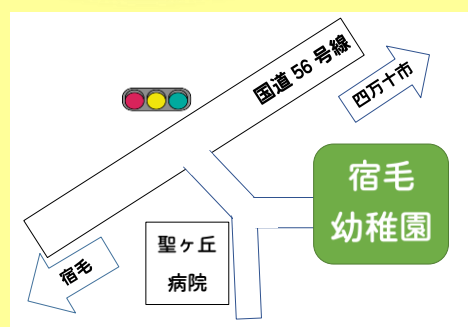 国道 56 号線
四万十市
宿毛
幼稚園
聖ヶ丘
病院
宿毛